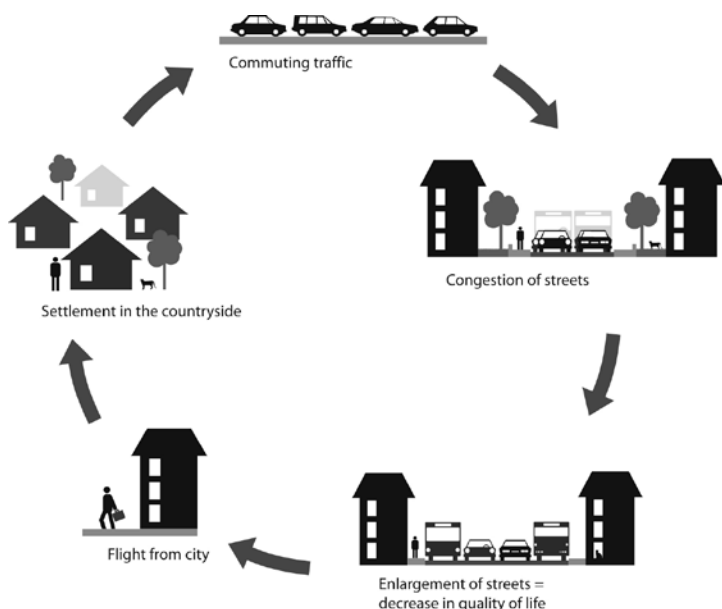 Commuting traffic
Congestion of streets
Enlargement of streets =
decrease in quality of life
Flight from city
Settlement in the countryside